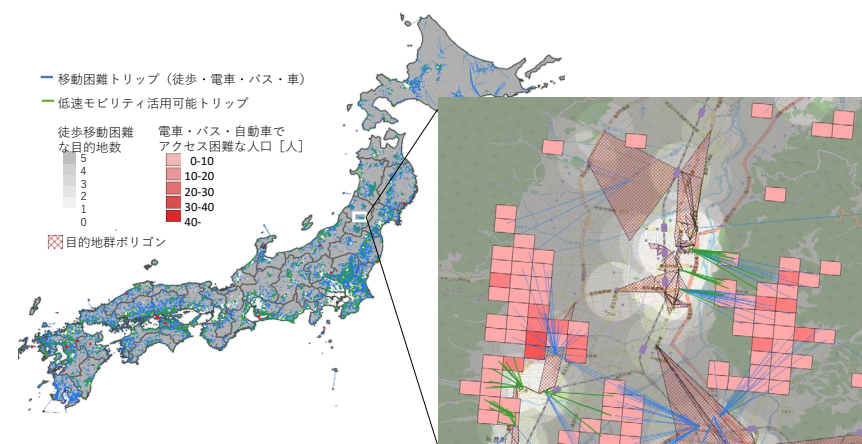 移動困難トリップ（徒歩・電車・バス・車）
低速モビリティ活用可能トリップ
徒歩移動困難
な目的地数
5
4
3
2
1
0
電車・バス・自動車で
アクセス困難な人口［人］
0-10
10-20
20-30
30-40
40-
目的地群ポリゴン